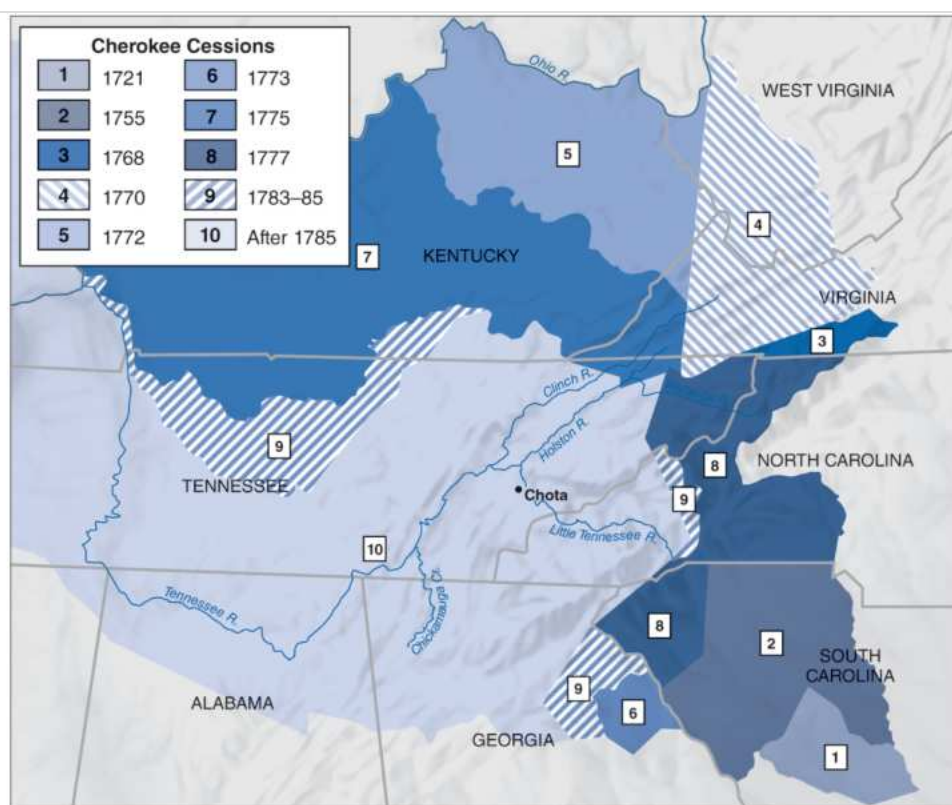 Cherokee Cessions
1 1721
2 1755
3 1768
4 1770
5 1772
6 1773
7 1775
8 1777
9 1783–85
10 After 1785
Ohio R.
WEST VIRGINIA
5
4
7
KENTUCKY
VIRGINIA
3
Clinch R.
Holston R.
9
TENNESSEE
8
NORTH CAROLINA
Chota
9
Little Tennessee R.
10
Tennessee R.
Chickamauga Cr.
8
2
SOUTH
CAROLINA
9
ALABAMA
6
GEORGIA
1